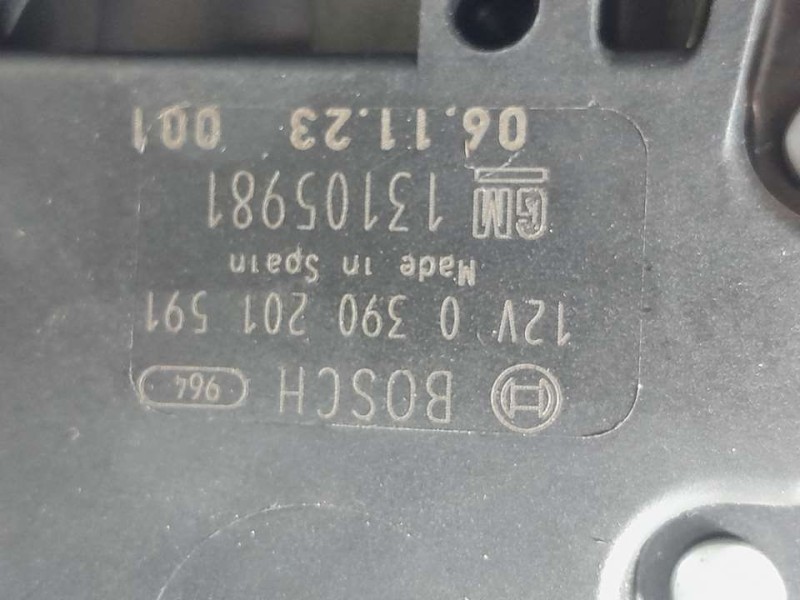 BOSCH 964
12V 0 390 201 591
Made in Spain
GM 13105981
06.11.23 001